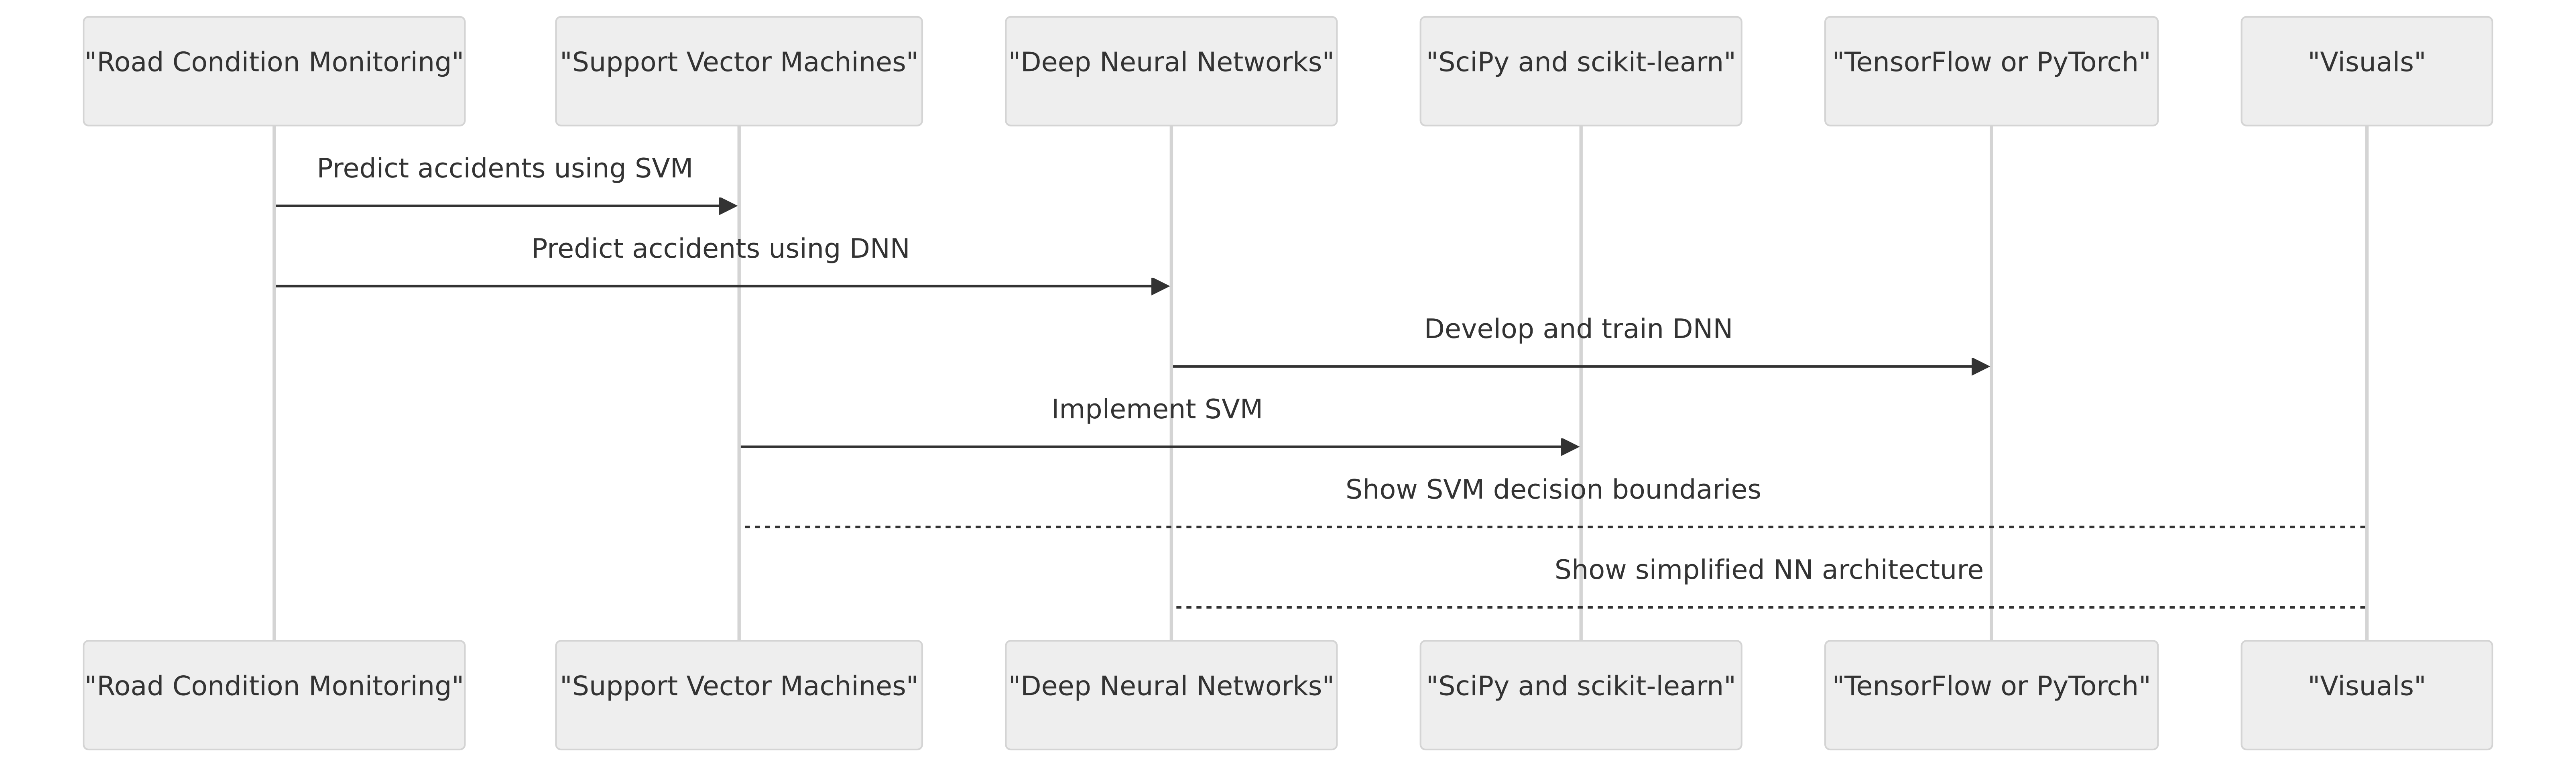 "Road Condition Monitoring"
"Support Vector Machines"
"Deep Neural Networks"
"SciPy and scikit-learn"
"TensorFlow or PyTorch"
"Visuals"
Predict accidents using SVM
Predict accidents using DNN
Develop and train DNN
Implement SVM
Show SVM decision boundaries
Show simplified NN architecture
"Road Condition Monitoring"
"Support Vector Machines"
"Deep Neural Networks"
"SciPy and scikit-learn"
"TensorFlow or PyTorch"
"Visuals"